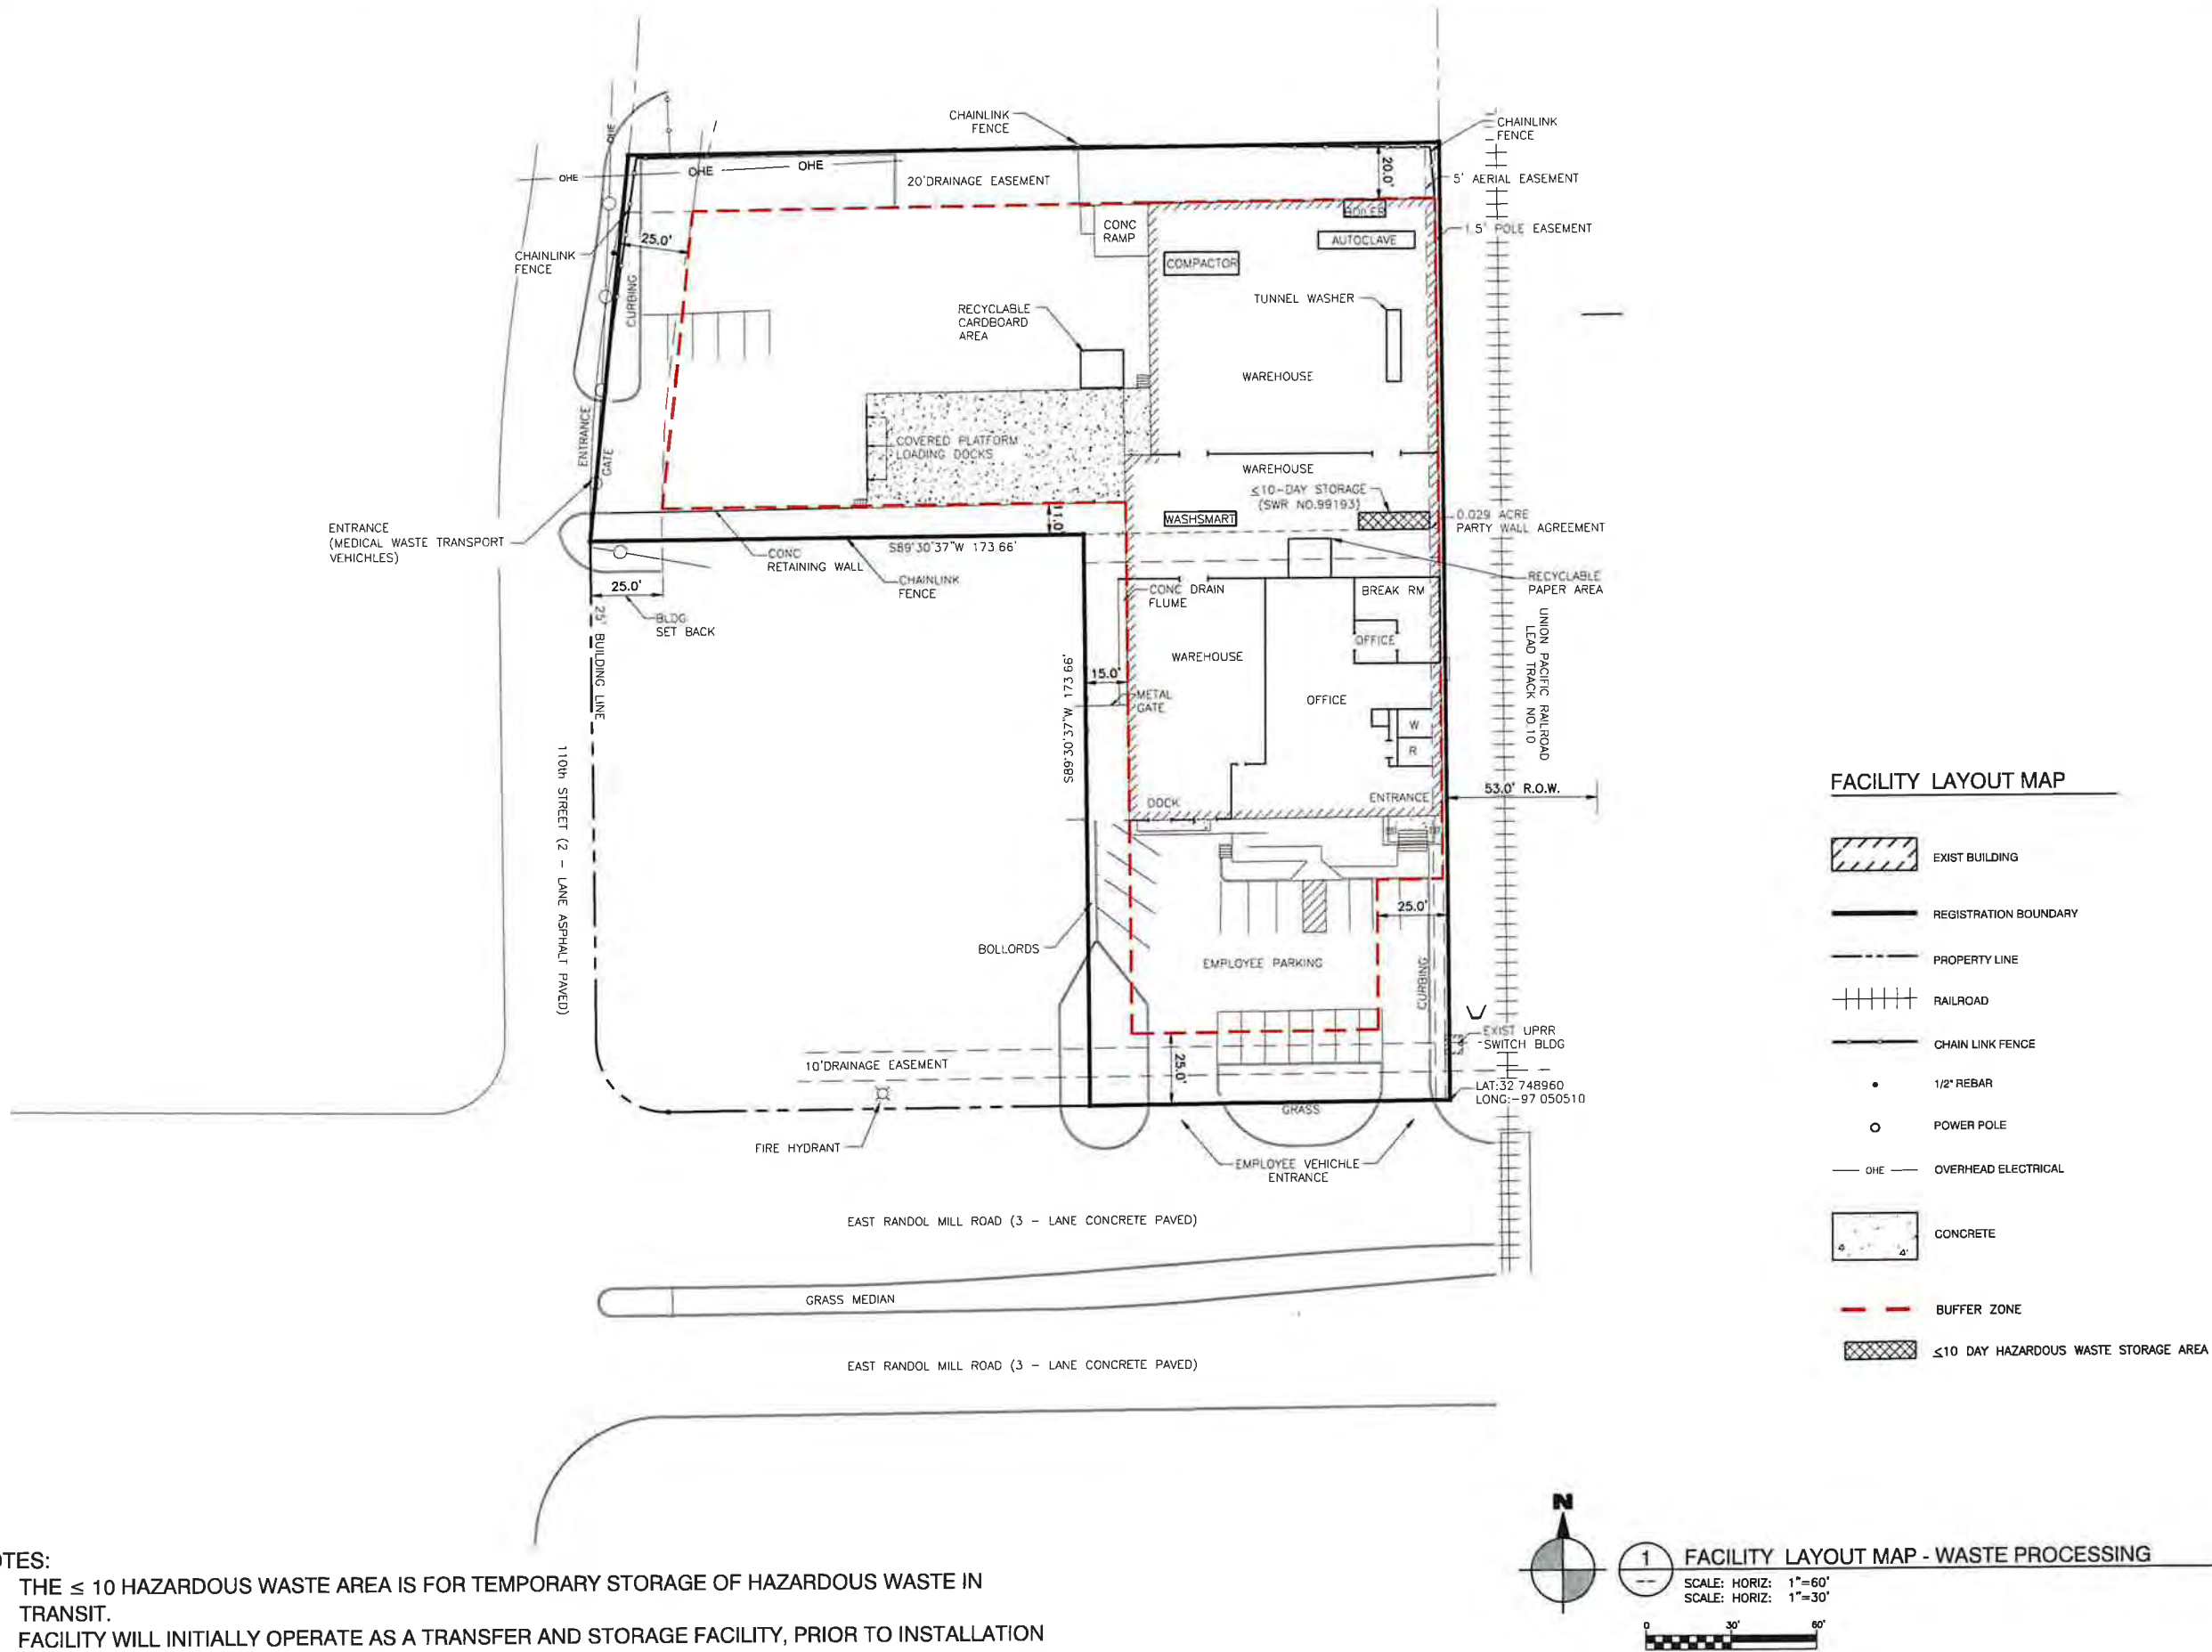 CHAINLINK
FENCE
CHAINLINK
FENCE
OHE
OHE
OHE
OHE
20'DRAINAGE EASEMENT
20.0'
5' AERIAL EASEMENT
1.5' POLE EASEMENT
BOILER
AUTOCLAVE
CONC
RAMP
COMPACTOR
25.0'
CHAINLINK
FENCE
CURBING
TUNNEL WASHER
RECYCLABLE
CARDBOARD
AREA
WAREHOUSE
ENTRANCE
GATE
COVERED PLATFORM
LOADING DOCKS
WAREHOUSE
≤10-DAY STORAGE
(SWR NO.99193)
WASHSMART
11.0'
0.029 ACRE
PARTY WALL AGREEMENT
ENTRANCE
(MEDICAL WASTE TRANSPORT
VEHICHLES)
S89°30'37"W 173 66'
CONC
RETAINING WALL
CHAINLINK
FENCE
25.0'
BLDG
SET BACK
25' BUILDING LINE
CONC DRAIN
FLUME
BREAK RM
RECYCLABLE
PAPER AREA
OFFICE
WAREHOUSE
UNION PACIFIC RAILROAD
LEAD TRACK NO.10
S89°30'37"W 173 66'
15.0'
METAL
GATE
OFFICE
W
R
110th STREET (2 - LANE ASPHALT PAVED)
DOCK
ENTRANCE
53.0' R.O.W.
25.0'
BOLLORDS
EMPLOYEE PARKING
CURBING
EXIST UPRR
SWITCH BLDG
10'DRAINAGE EASEMENT
25.0'
LAT:32 748960
LONG:-97 050510
GRASS
FIRE HYDRANT
EMPLOYEE VEHICHLE
ENTRANCE
EAST RANDOL MILL ROAD (3 - LANE CONCRETE PAVED)
GRASS MEDIAN
EAST RANDOL MILL ROAD (3 - LANE CONCRETE PAVED)
FACILITY LAYOUT MAP
EXIST BUILDING
REGISTRATION BOUNDARY
PROPERTY LINE
RAILROAD
CHAIN LINK FENCE
1/2" REBAR
POWER POLE
OHE
OVERHEAD ELECTRICAL
CONCRETE
BUFFER ZONE
≤10 DAY HAZARDOUS WASTE STORAGE AREA
N
1
FACILITY LAYOUT MAP - WASTE PROCESSING
SCALE: HORIZ: 1"=60'
SCALE: HORIZ: 1"=30'
0 30' 60'
OTES:
THE ≤ 10 HAZARDOUS WASTE AREA IS FOR TEMPORARY STORAGE OF HAZARDOUS WASTE IN
TRANSIT.
FACILITY WILL INITIALLY OPERATE AS A TRANSFER AND STORAGE FACILITY, PRIOR TO INSTALLATION